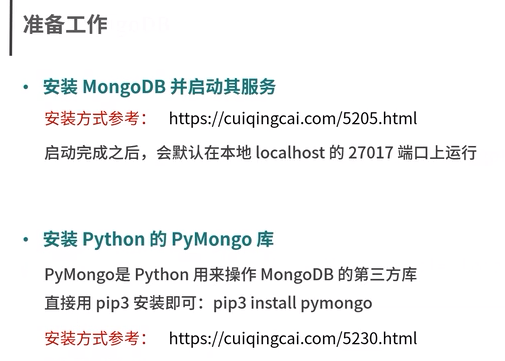 准备工作
• 安装 MongoDB 并启动其服务
安装方式参考： https://cuiqingcai.com/5205.html
启动完成之后，会默认在本地 localhost 的 27017 端口上运行
• 安装 Python 的 PyMongo 库
PyMongo是 Python 用来操作 MongoDB 的第三方库
直接用 pip3 安装即可：pip3 install pymongo
安装方式参考： https://cuiqingcai.com/5230.html